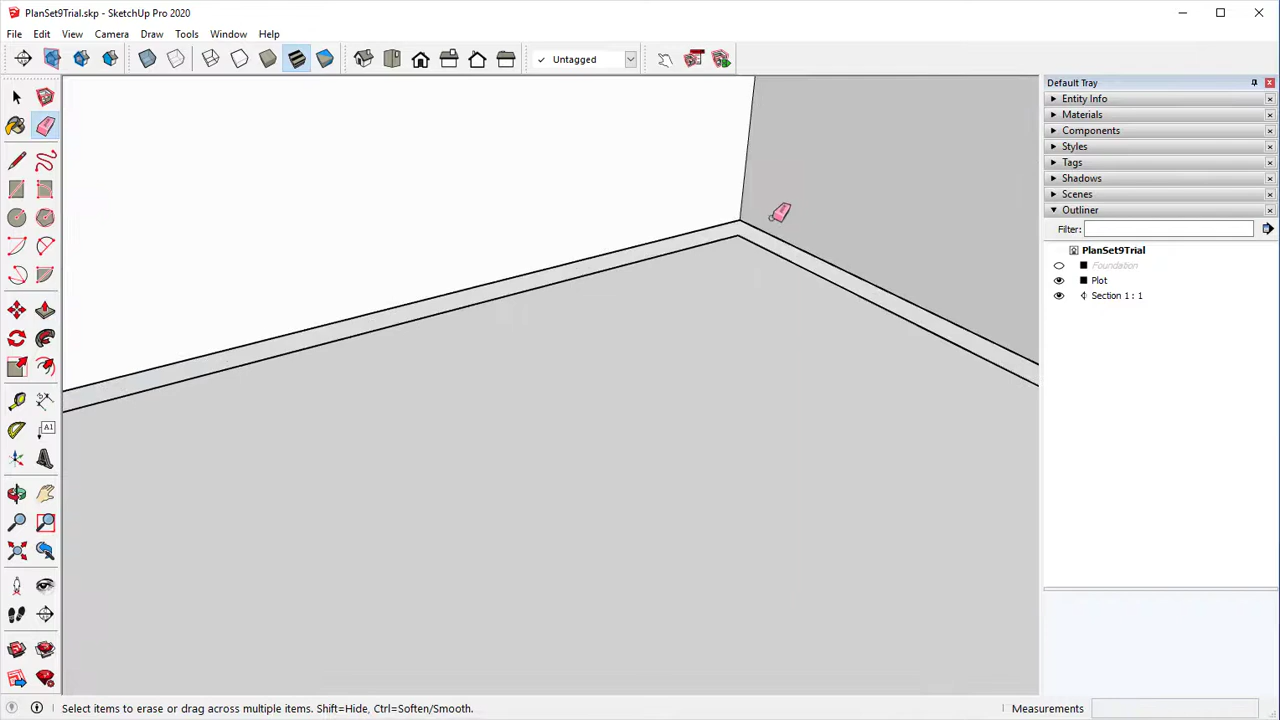 PlanSet9Trial.skp - SketchUp Pro 2020
File Edit View Camera Draw Tools Window Help
✓ Untagged
Default Tray
Entity Info
Materials
Components
Styles
Tags
Shadows
Scenes
Outliner
Filter:
PlanSet9Trial
Foundation
Plot
Section 1 : 1
A1
Select items to erase or drag across multiple items. Shift=Hide, Ctrl=Soften/Smooth.
Measurements